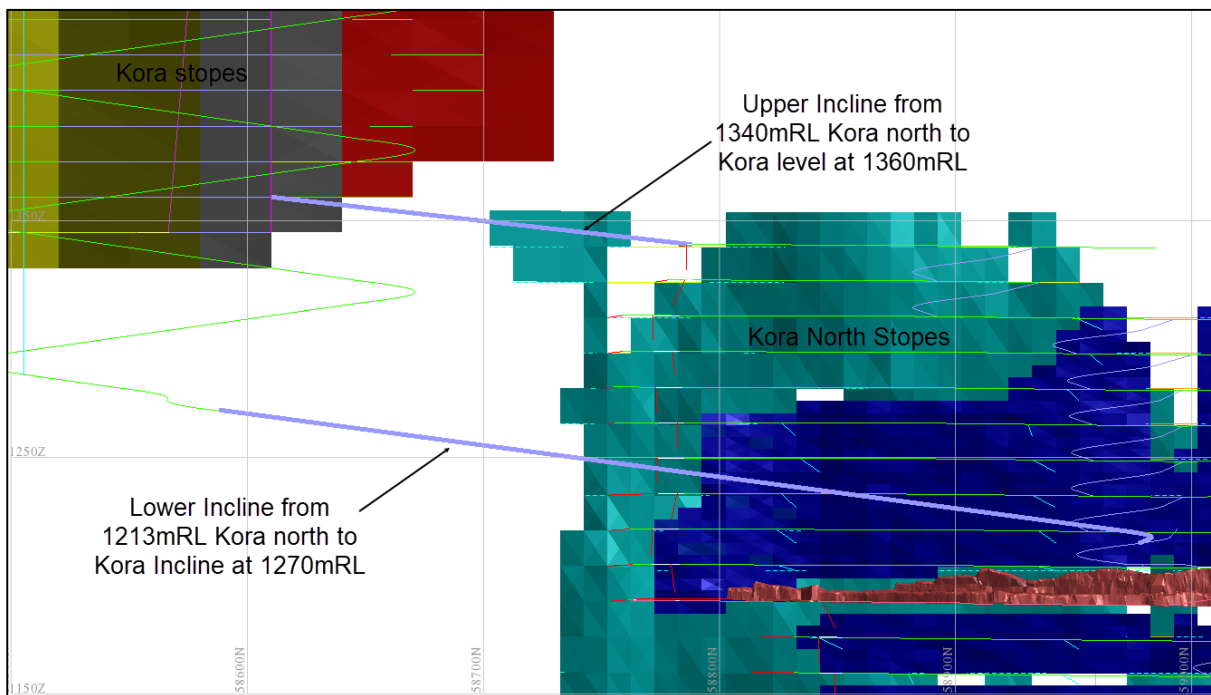 Kora stopes
Upper Incline from
1340mRL Kora north to
Kora level at 1360mRL
1350Z
Kora North Stopes
1250Z
Lower Incline from
1213mRL Kora north to
Kora Incline at 1270mRL
58600N
58700N
58800N
58900N
59000N
1150Z